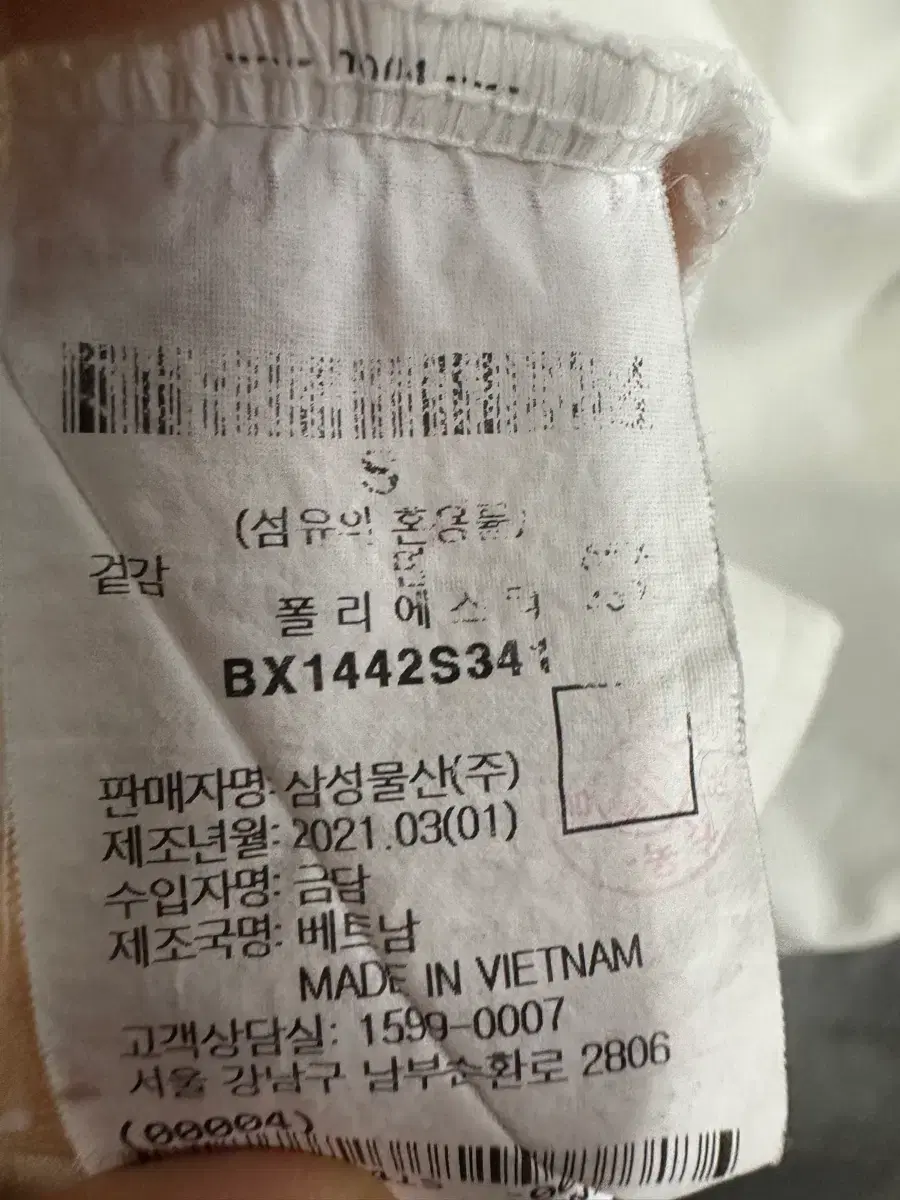 S
(섬유의 혼용률)
겉감 면
폴리에스터
BX1442S341
판매자명: 삼성물산(주)
제조년월: 2021.03(01)
수입자명: 금담
제조국명: 베트남
MADE IN VIETNAM
고객상담실: 1599-0007
서울 강남구 남부순환로 2806
(00004)